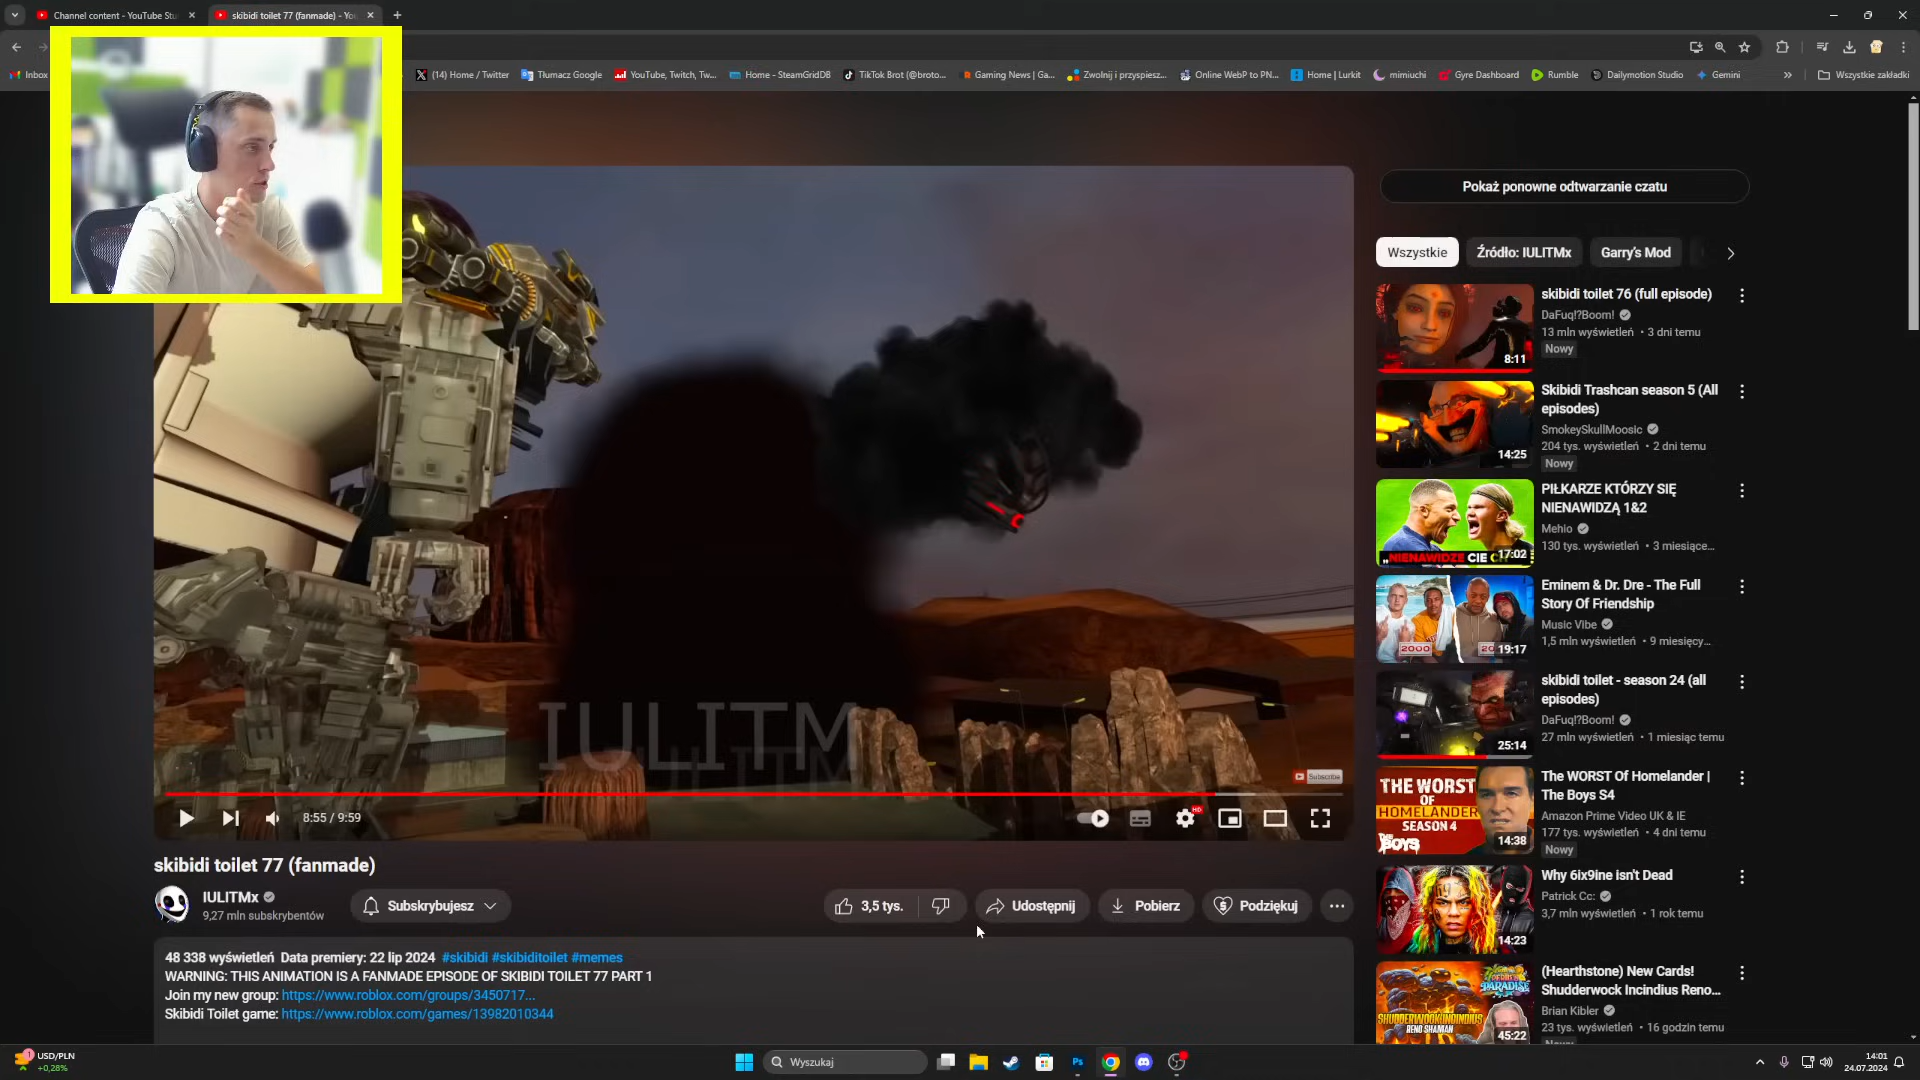 Channel content - YouTube Stu
skibidi toilet 77 (fanmade) - You
Inbox
(14) Home / Twitter
Tłumacz Google
YouTube, Twitch, Tw...
Home - SteamGridDB
TikTok Brot (@broto...
Gaming News | Ga...
Zwolnij i przyspiesz...
Online WebP to PN...
Home | Lurkit
mimiuchi
Gyre Dashboard
Rumble
Dailymotion Studio
Gemini
Wszystkie zakładki
IULITM
Subscribe
8:55 / 9:59
HD
skibidi toilet 77 (fanmade)
IULITMx
9,27 mln subskrybentów
Subskrybujesz
3,5 tys.
Udostępnij
Pobierz
Podziękuj
48 338 wyświetleń Data premiery: 22 lip 2024 #skibidi #skibiditoilet #memes
WARNING: THIS ANIMATION IS A FANMADE EPISODE OF SKIBIDI TOILET 77 PART 1
Join my new group: https://www.roblox.com/groups/3450717...
Skibidi Toilet game: https://www.roblox.com/games/13982010344
Pokaż ponowne odtwarzanie czatu
Wszystkie
Źródło: IULITMx
Garry's Mod
8:11
skibidi toilet 76 (full episode)
DaFuq!?Boom!
13 mln wyświetleń • 3 dni temu
Nowy
14:25
Skibidi Trashcan season 5 (All
episodes)
SmokeySkullMoosic
204 tys. wyświetleń • 2 dni temu
Nowy
17:02
PIŁKARZE KTÓRZY SIĘ
NIENAWIDZĄ 1&2
Mehio
130 tys. wyświetleń • 3 miesiące...
2000
19:17
Eminem & Dr. Dre - The Full
Story Of Friendship
Music Vibe
1,5 mln wyświetleń • 9 miesięcy...
25:14
skibidi toilet - season 24 (all
episodes)
DaFuq!?Boom!
27 mln wyświetleń • 1 miesiąc temu
THE WORST
OF
HOMELANDER
SEASON 4
THE BOYS
14:38
The WORST Of Homelander |
The Boys S4
Amazon Prime Video UK & IE
177 tys. wyświetleń • 4 dni temu
Nowy
14:23
Why 6ix9ine isn't Dead
Patrick Cc:
3,7 mln wyświetleń • 1 rok temu
SHUDDERWOCK INCINDIUS
RENO SHAMAN
45:22
(Hearthstone) New Cards!
Shudderwock Incindius Reno...
Brian Kibler
23 tys. wyświetleń • 16 godzin temu
USD/PLN
+0,28%
Wyszukaj
14:01
24.07.2024